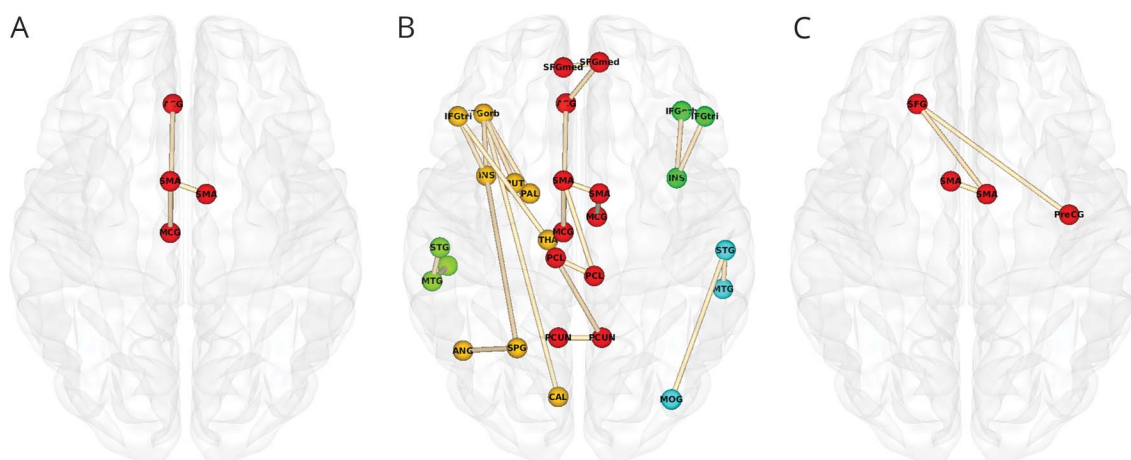 A
SMA
SMA
MCG
B
SFGmed
SFGmed
IFGtri
IFGtri
INS
INS
PAL
SMA
SMA
MCG
MCG
THA
PCL
PCL
STG
MTG
STG
MTG
PCUN
PCUN
ANG
SPG
CAL
MOG
C
SFG
SMA
SMA
PreCG